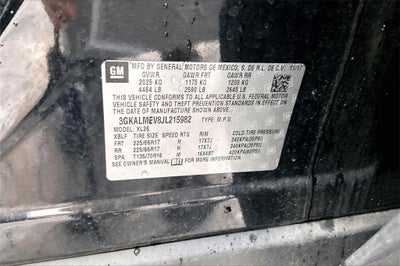 GM
MFD BY GENERAL MOTORS DE MEXICO, S. DE R.L. DE C.V. 11/17
GVWR GAWR FRT GAWR RR
2025 KG 1175 KG 1200 KG
4464 LB 2590 LB 2645 LB
THIS VEHICLE CONFORMS TO ALL APPLICABLE U.S. FEDERAL MOTOR
VEHICLE SAFETY AND THEFT PREVENTION STANDARDS IN EFFECT ON THE
DATE OF MANUFACTURE SHOWN ABOVE.
3GKALMEV8JL215982 TYPE: M.P.V.
MODEL: XL26
XBLF TIRE SIZE SPEED RTG RIM COLD TIRE PRESSURE
FRT 225/65R17 H 17X7J 240KPA(35PSI)
RR 225/65R17 H 17X7J 240KPA(35PSI)
SPA T135/70R16 M 16X4BT 420KPA(60PSI)
SEE OWNER'S MANUAL FOR MORE INFORMATION.